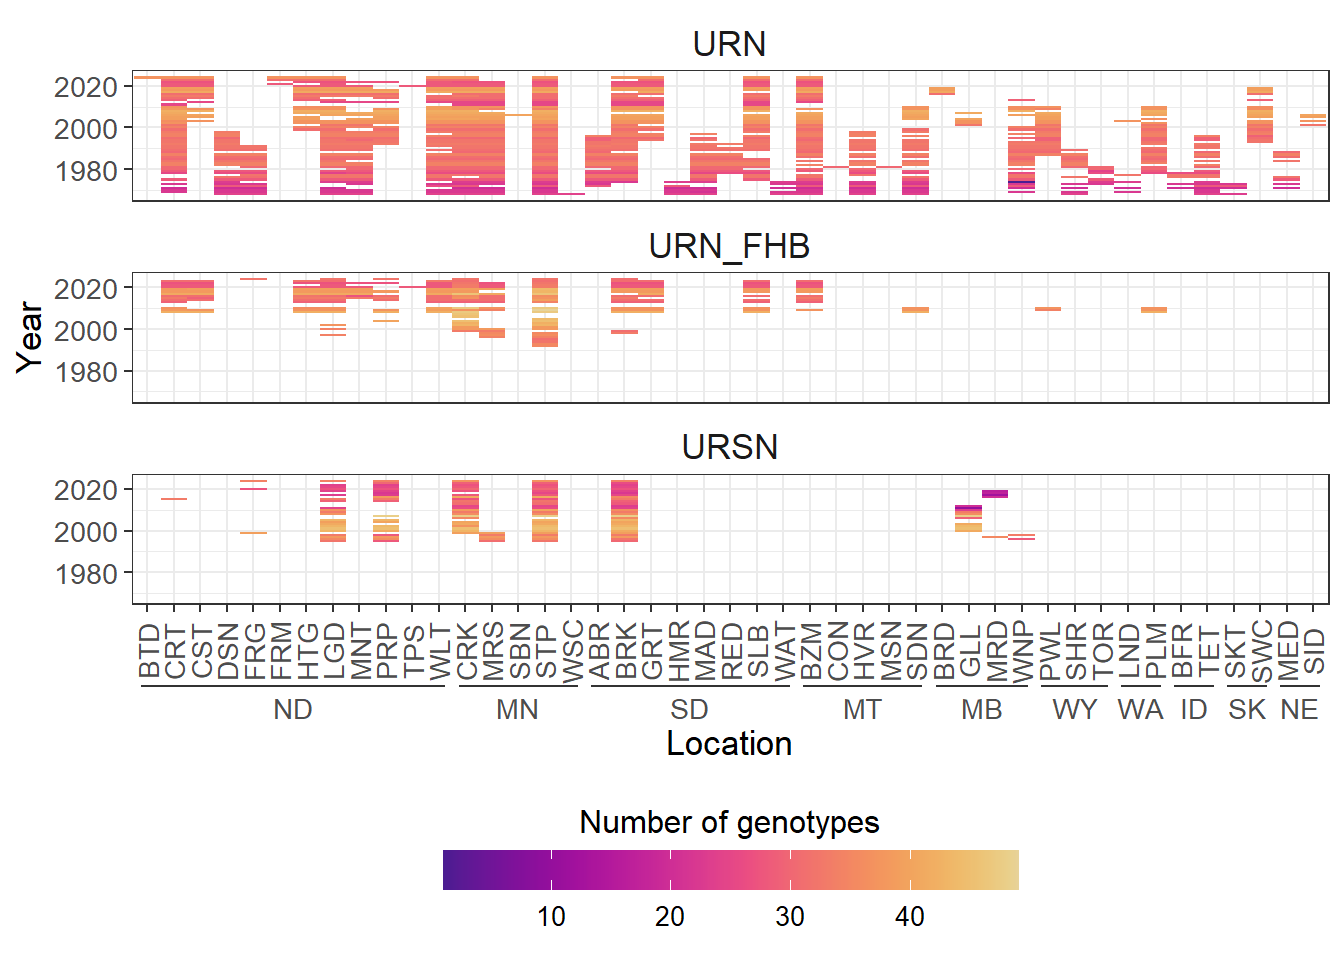 URN
2020
2000
1980
URN_FHB
2020
2000
1980
Year
URSN
2020
2000
1980
BTD CRT CST DSN FRG FRM HTG LGD MNT PRP TPS WLT CRK MRS SBN STP WSC ABR BRK GRT HMR MAD RED SLB WAT BZM CON HVR MSN SDN BRD GLL MRD WNP PWL SHR TOR LND PLM BFR TET SKT SWC MED SID
ND MN SD MT MB WY WA ID SK NE
Location
Number of genotypes
10 20 30 40